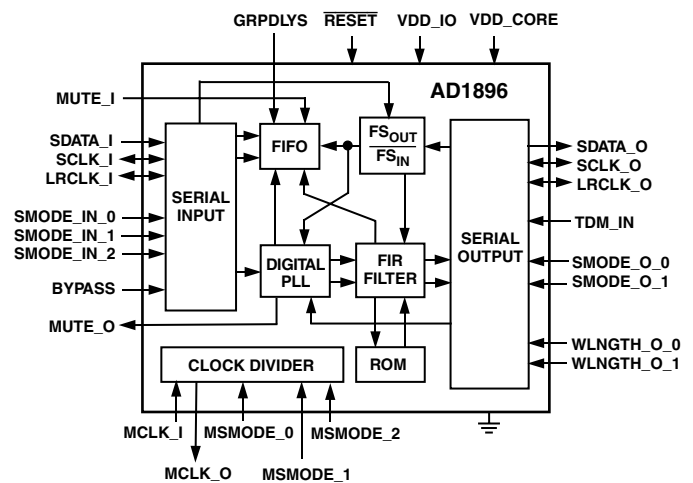 GRPDLYS RESET VDD_IO VDD_CORE
AD1896
MUTE_I
SDATA_I
SCLK_I
LRCLK_I
SMODE_IN_0
SMODE_IN_1
SMODE_IN_2
BYPASS
MUTE_O
SERIAL
INPUT
FIFO
FS_OUT
FS_IN
DIGITAL
PLL
FIR
FILTER
ROM
CLOCK DIVIDER
SERIAL
OUTPUT
SDATA_O
SCLK_O
LRCLK_O
TDM_IN
SMODE_O_0
SMODE_O_1
WLNGTH_O_0
WLNGTH_O_1
MCLK_I MSMODE_0 MSMODE_2
MCLK_O MSMODE_1